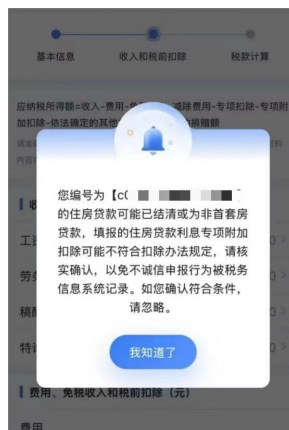 基本信息
收入和税前扣除
税款计算
应纳税所得额=收入-费用-免
减除费用-专项扣除-专项附
加扣除-依法确定的其他
捐赠额
您编号为【c0
的住房贷款可能已结清或为非首套房
贷款，填报的住房贷款利息专项附加
扣除可能不符合扣除办法规定，请核
实确认，以免不诚信申报行为被税务
信息系统记录。如您确认符合条件，
请忽略。
工资
劳务
稿酬
特许
我知道了
费用、免税收入和税前扣除（元）
费用